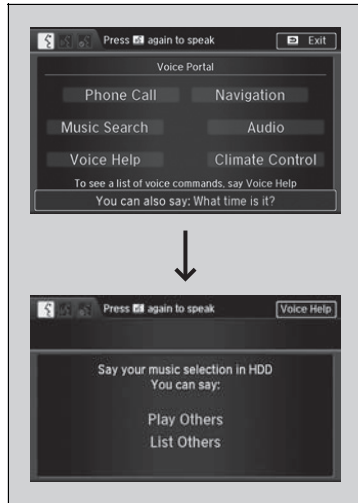 Press again to speak
Exit
Voice Portal
Phone Call Navigation
Music Search Audio
Voice Help Climate Control
To see a list of voice commands, say Voice Help
You can also say: What time is it?
Press again to speak
Voice Help
Say your music selection in HDD
You can say:
Play Others
List Others